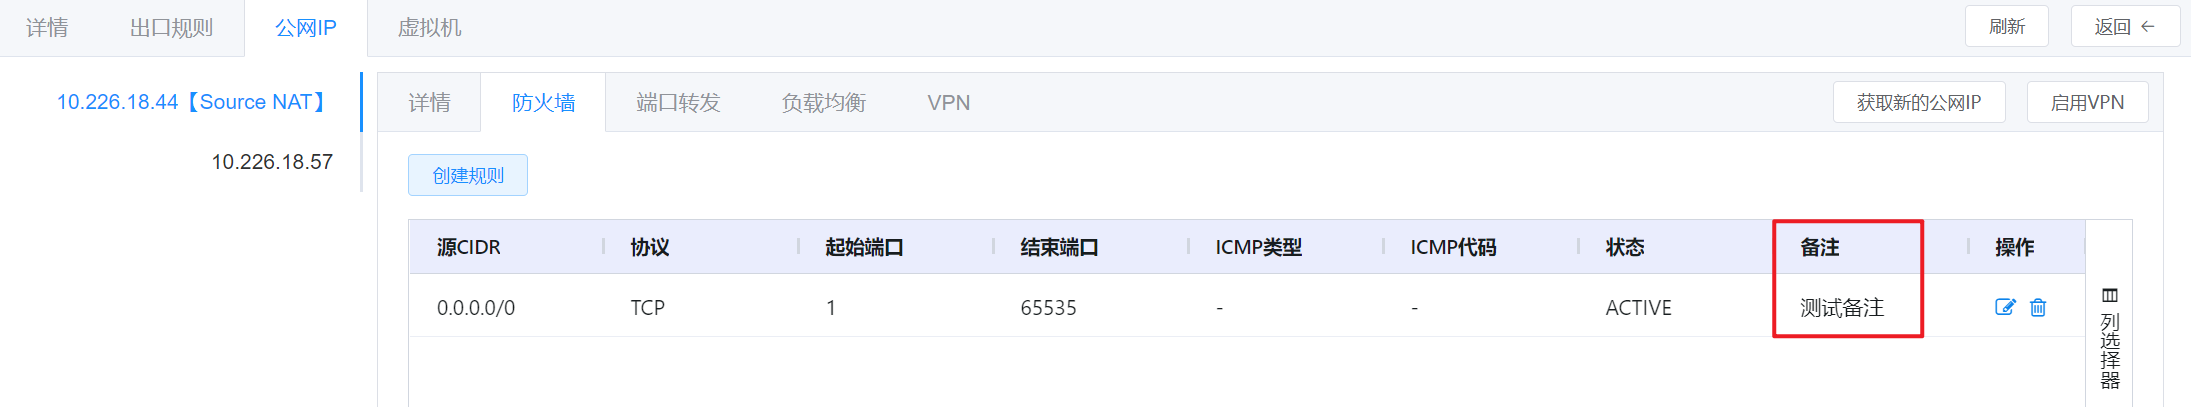 详情 出口规则 公网IP 虚拟机 刷新 返回 ←
10.226.18.44【Source NAT】
10.226.18.57
详情 防火墙 端口转发 负载均衡 VPN 获取新的公网IP 启用VPN
创建规则
源CIDR 协议 起始端口 结束端口 ICMP类型 ICMP代码 状态 备注 操作
0.0.0.0/0 TCP 1 65535 - - ACTIVE 测试备注
列选择器